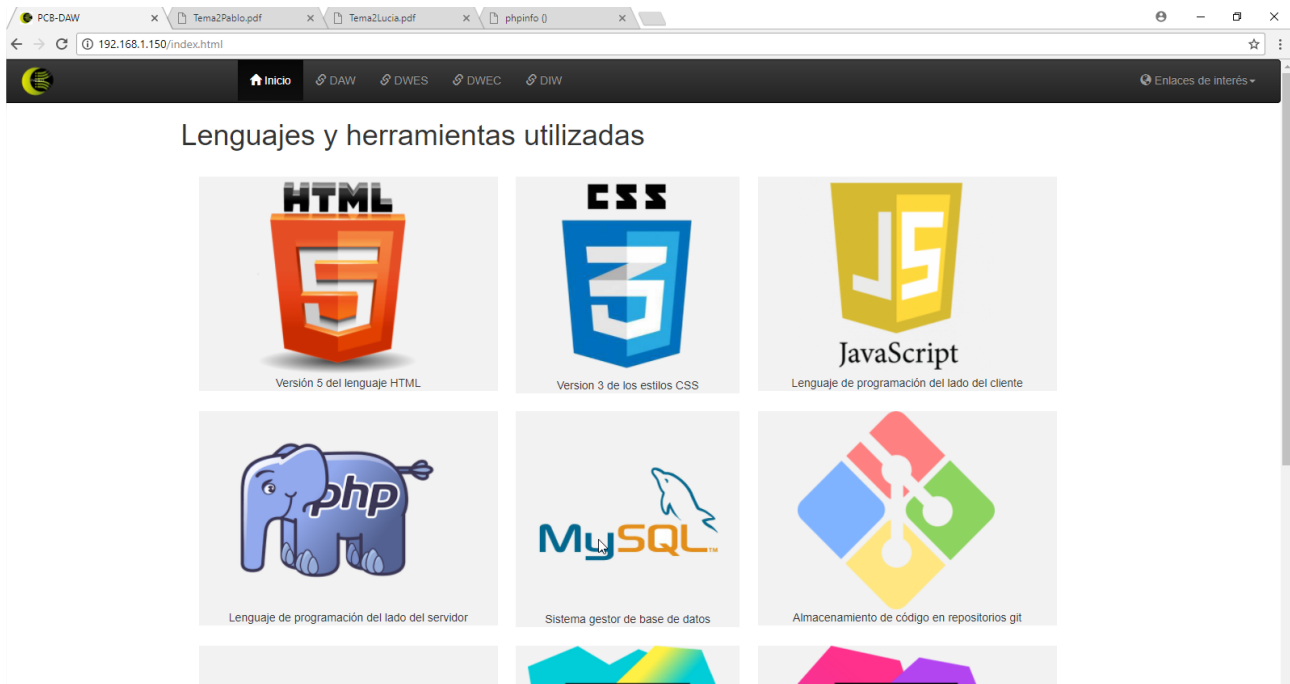 PCB-DAW
Tema2Pablo.pdf
Tema2Lucia.pdf
phpinfo ()
192.168.1.150/index.html
Inicio
DAW
DWES
DWEC
DIW
Enlaces de interés
Lenguajes y herramientas utilizadas
HTML
5
CSS
3
JS
JavaScript
Versión 5 del lenguaje HTML
Version 3 de los estilos CSS
Lenguaje de programación del lado del cliente
php
MySQL™
Lenguaje de programación del lado del servidor
Sistema gestor de base de datos
Almacenamiento de código en repositorios git